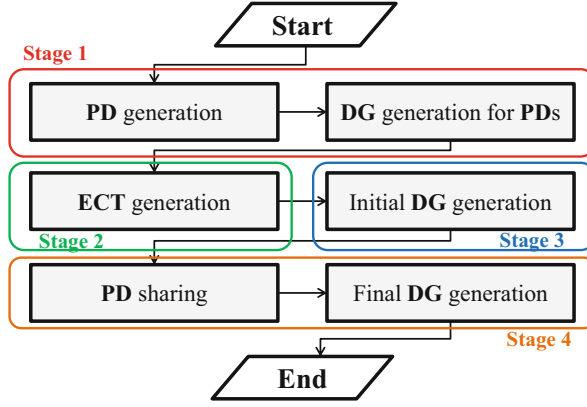 Start
Stage 1
PD generation
DG generation for PDs
ECT generation
Initial DG generation
Stage 2
Stage 3
PD sharing
Final DG generation
Stage 4
End